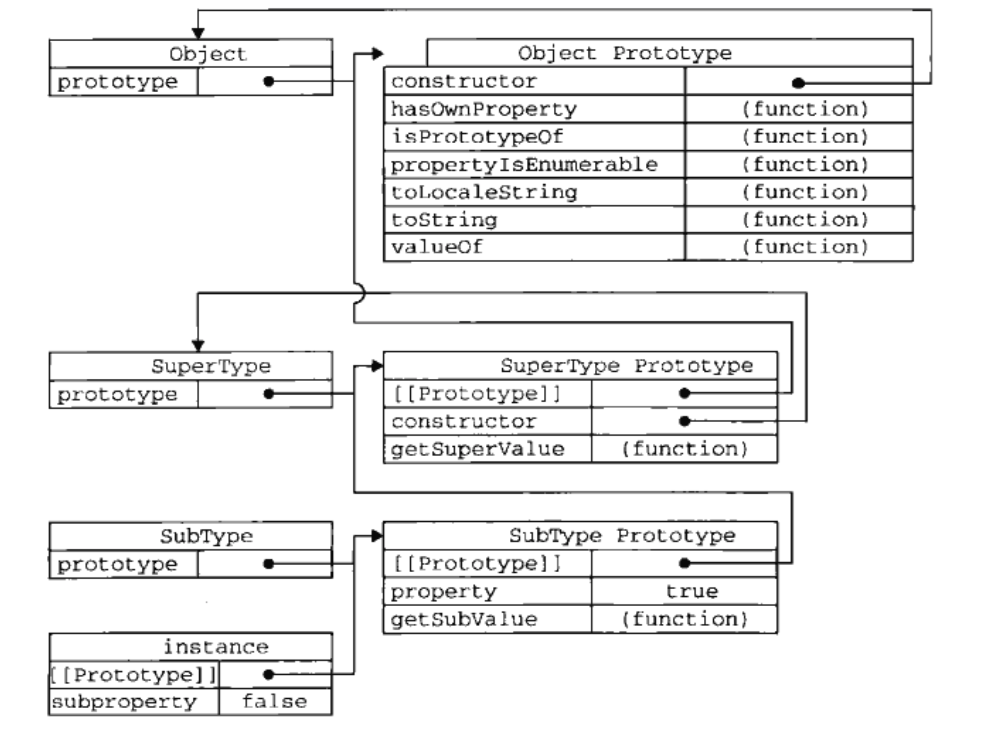 Object
prototype
Object Prototype
constructor
hasOwnProperty (function)
isPrototypeOf (function)
propertyIsEnumerable (function)
toLocaleString (function)
toString (function)
valueOf (function)
SuperType
prototype
SuperType Prototype
[[Prototype]]
constructor
getSuperValue (function)
SubType
prototype
SubType Prototype
[[Prototype]]
property true
getSubValue (function)
instance
[[Prototype]]
subproperty false